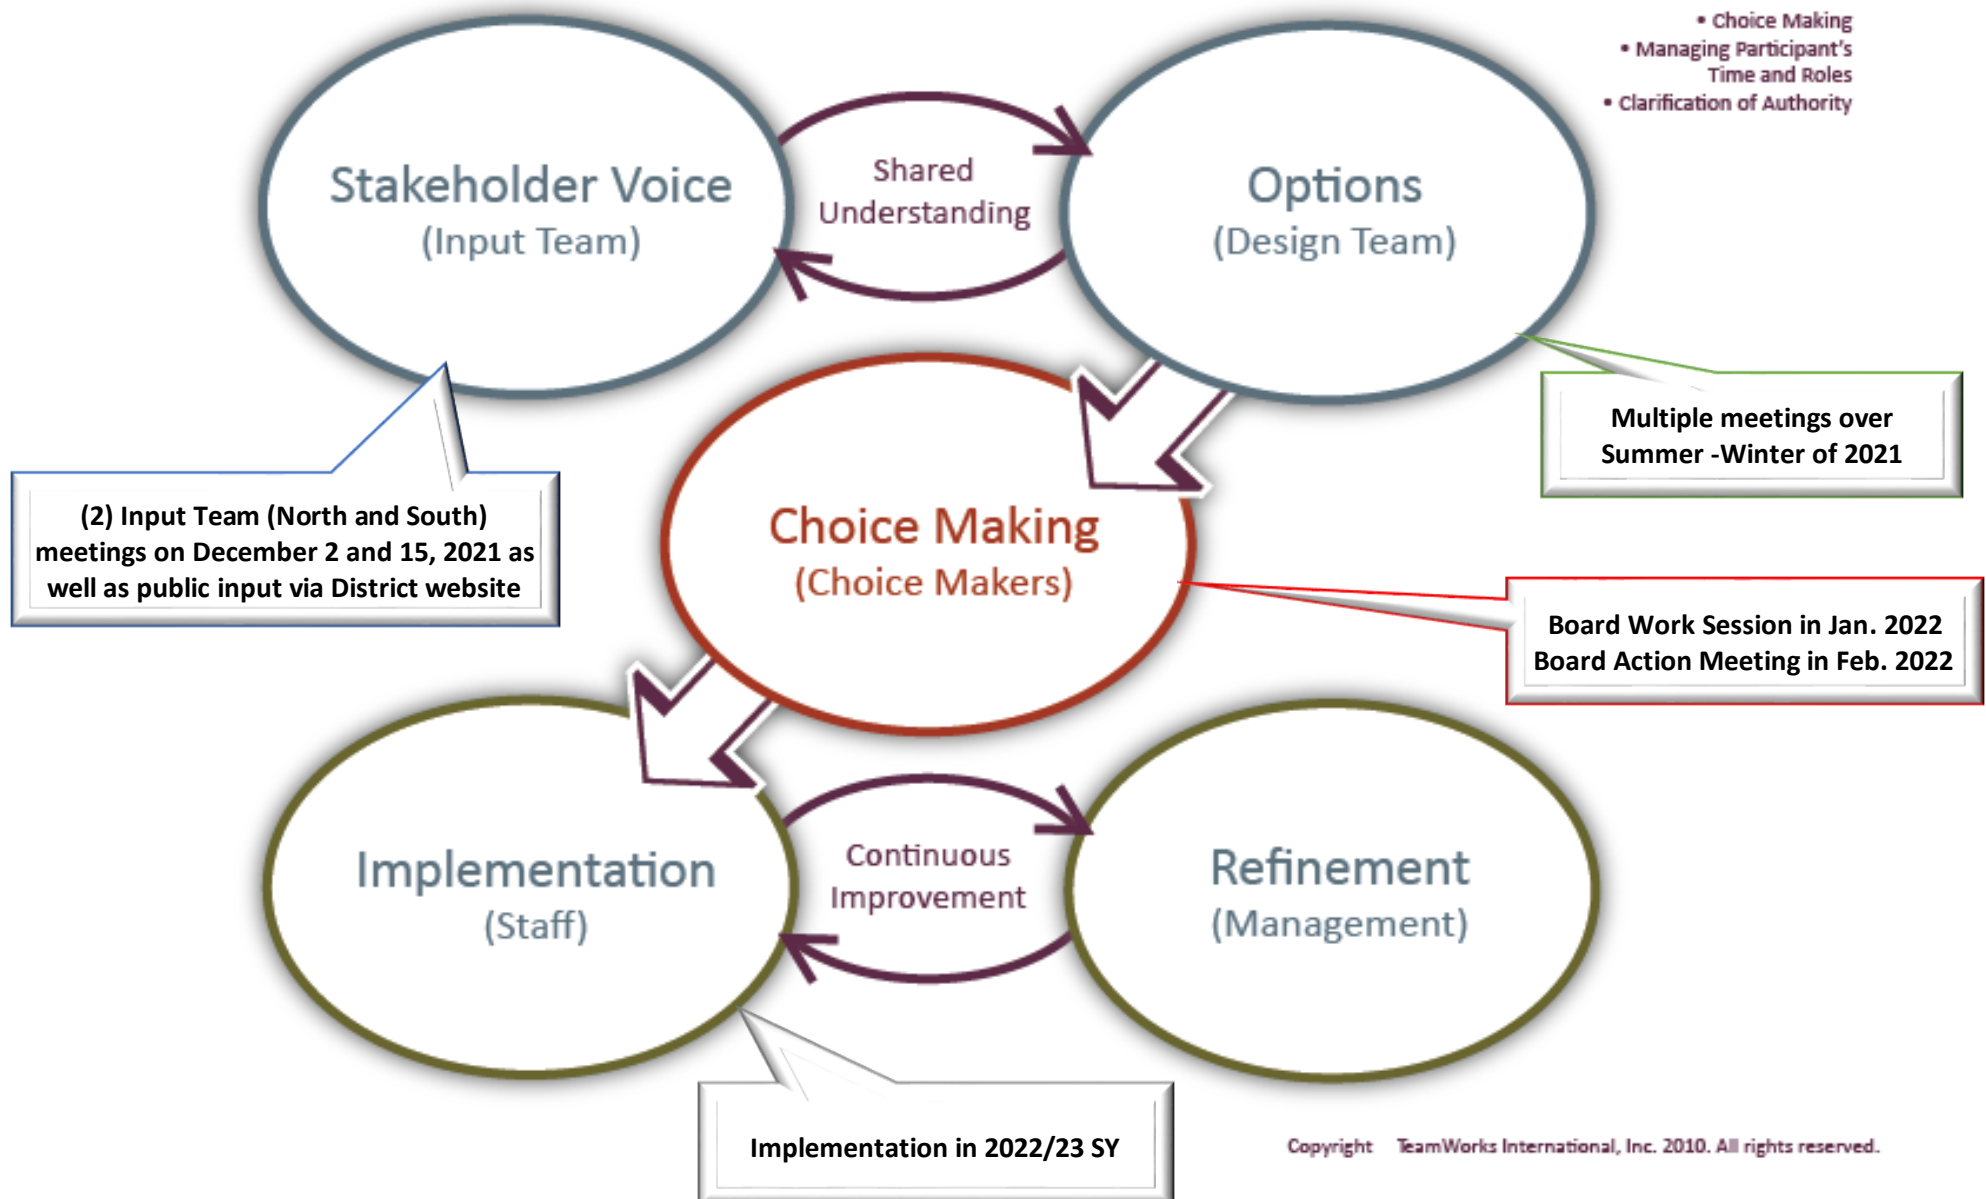 • Choice Making
• Managing Participant's
Time and Roles
• Clarification of Authority
Stakeholder Voice
(Input Team)
Shared
Understanding
Options
(Design Team)
Multiple meetings over
Summer -Winter of 2021
(2) Input Team (North and South)
meetings on December 2 and 15, 2021 as
well as public input via District website
Choice Making
(Choice Makers)
Board Work Session in Jan. 2022
Board Action Meeting in Feb. 2022
Implementation
(Staff)
Continuous
Improvement
Refinement
(Management)
Implementation in 2022/23 SY
Copyright TeamWorks International, Inc. 2010. All rights reserved.